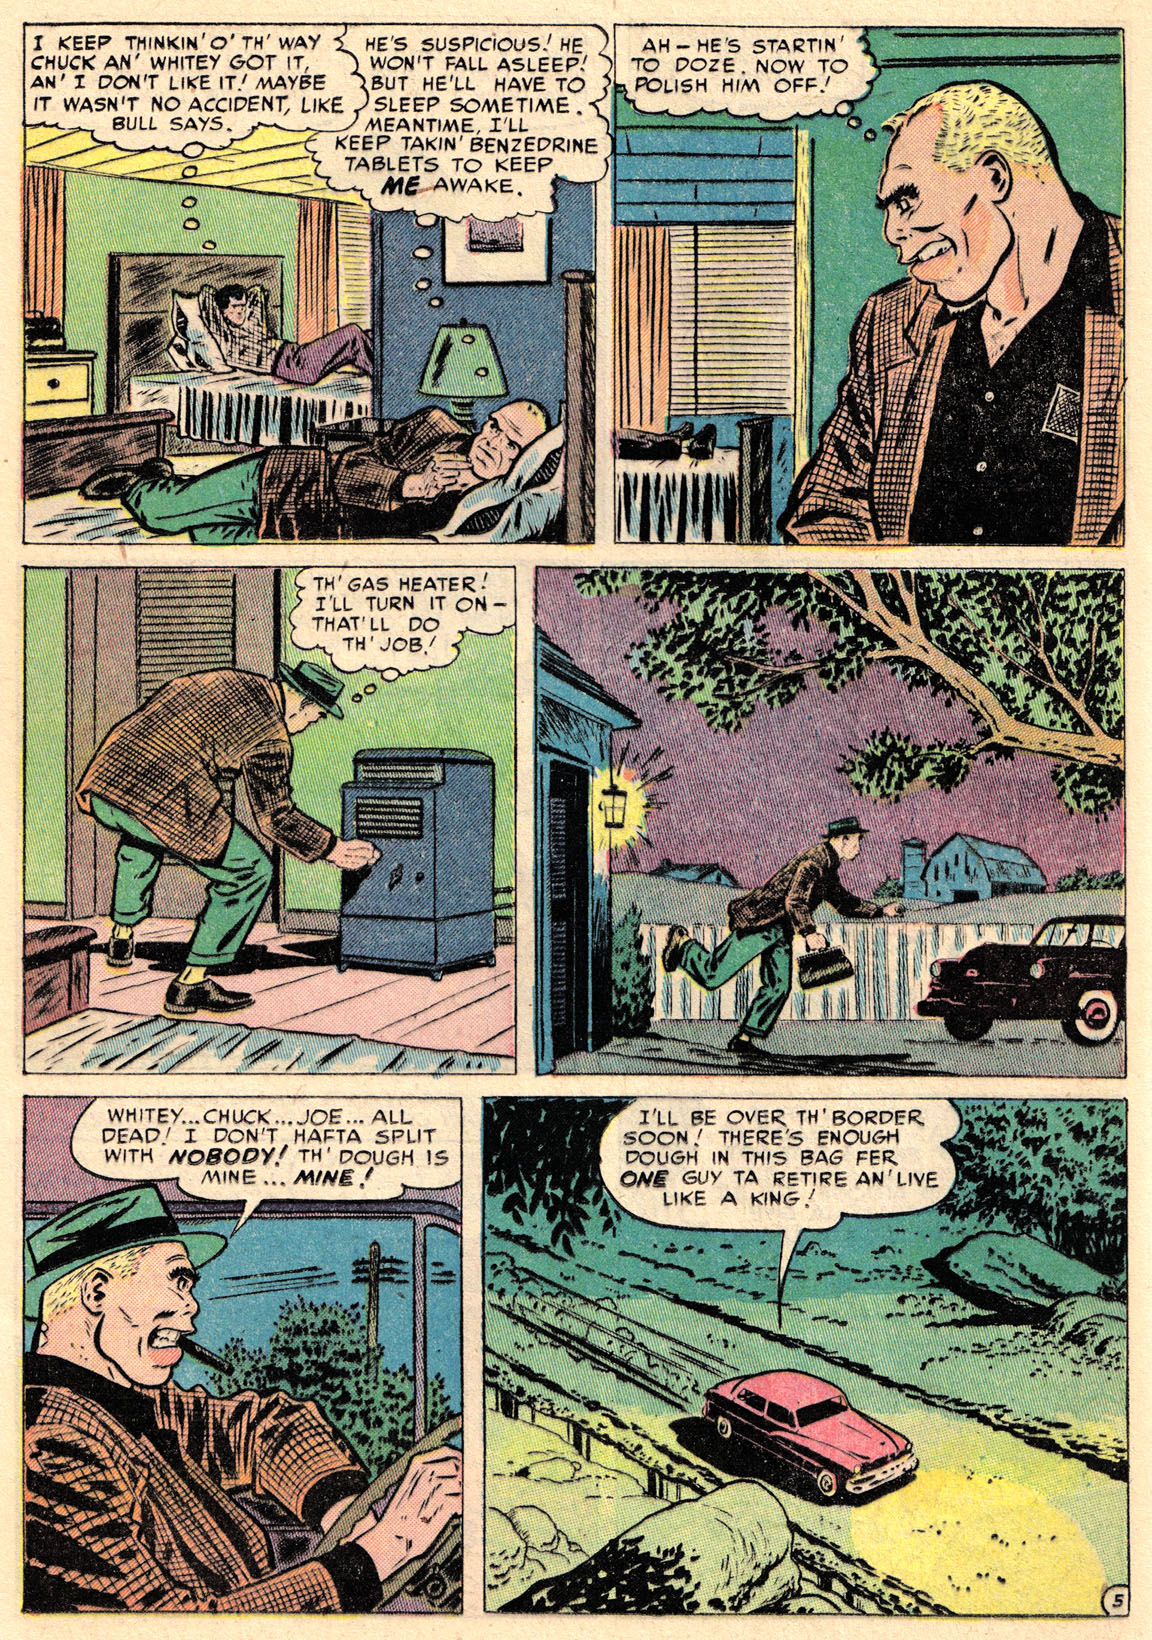 I KEEP THINKIN' O' TH' WAY
CHUCK AN' WHITEY GOT IT,
AN' I DON'T LIKE IT! MAYBE
IT WASN'T NO ACCIDENT, LIKE
BULL SAYS.
HE'S SUSPICIOUS! HE
WON'T FALL ASLEEP!
BUT HE'LL HAVE TO
SLEEP SOMETIME.
MEANTIME, I'LL
KEEP TAKIN' BENZEDRINE
TABLETS TO KEEP
ME AWAKE.
AH — HE'S STARTIN'
TO DOZE. NOW TO
POLISH HIM OFF!
TH' GAS HEATER!
I'LL TURN IT ON —
THAT'LL DO
TH' JOB!
WHITEY... CHUCK... JOE... ALL
DEAD! I DON'T HAFTA SPLIT
WITH NOBODY! TH' DOUGH IS
MINE... MINE!
I'LL BE OVER TH' BORDER
SOON! THERE'S ENOUGH
DOUGH IN THIS BAG FER
ONE GUY TA RETIRE AN' LIVE
LIKE A KING!
5